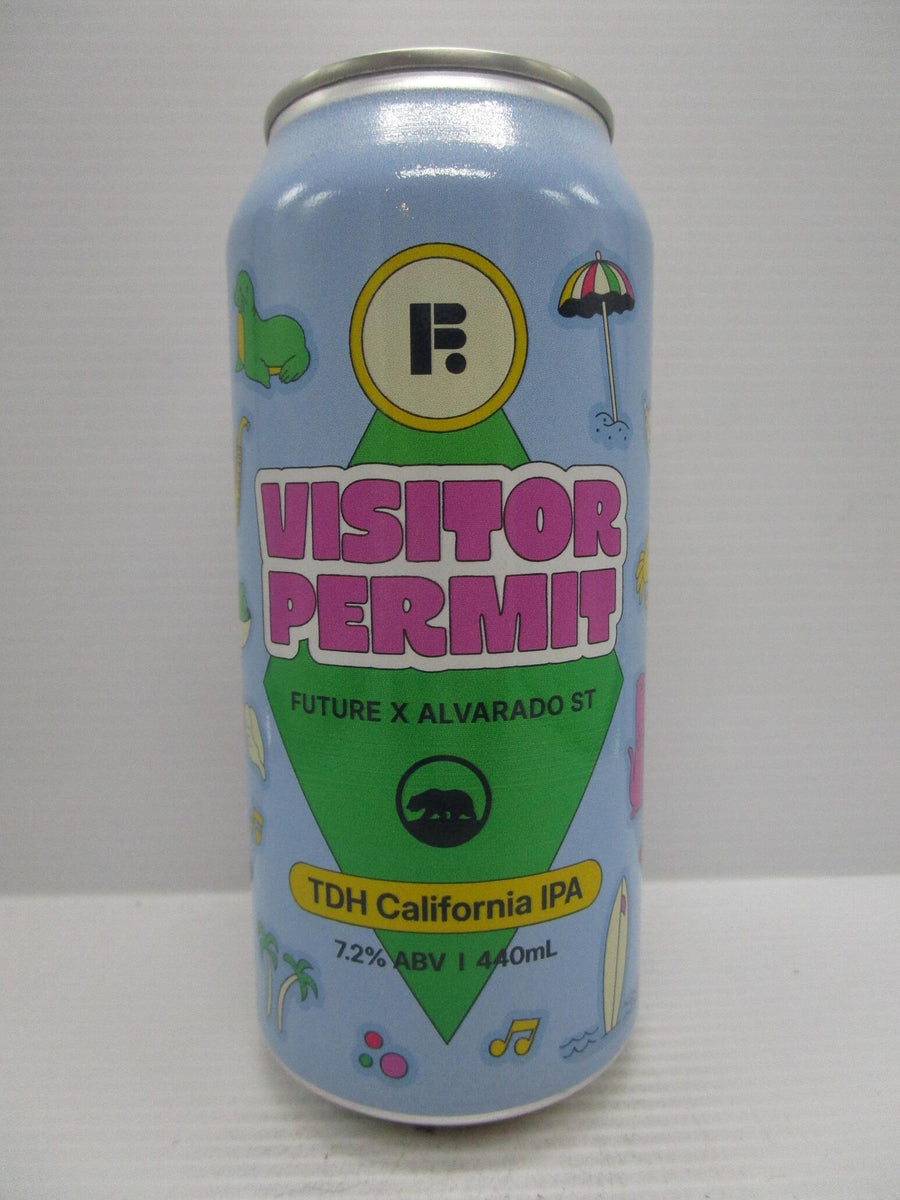 F.
VISITOR
PERMIT
FUTURE X ALVARADO ST
TDH California IPA
7.2% ABV | 440mL